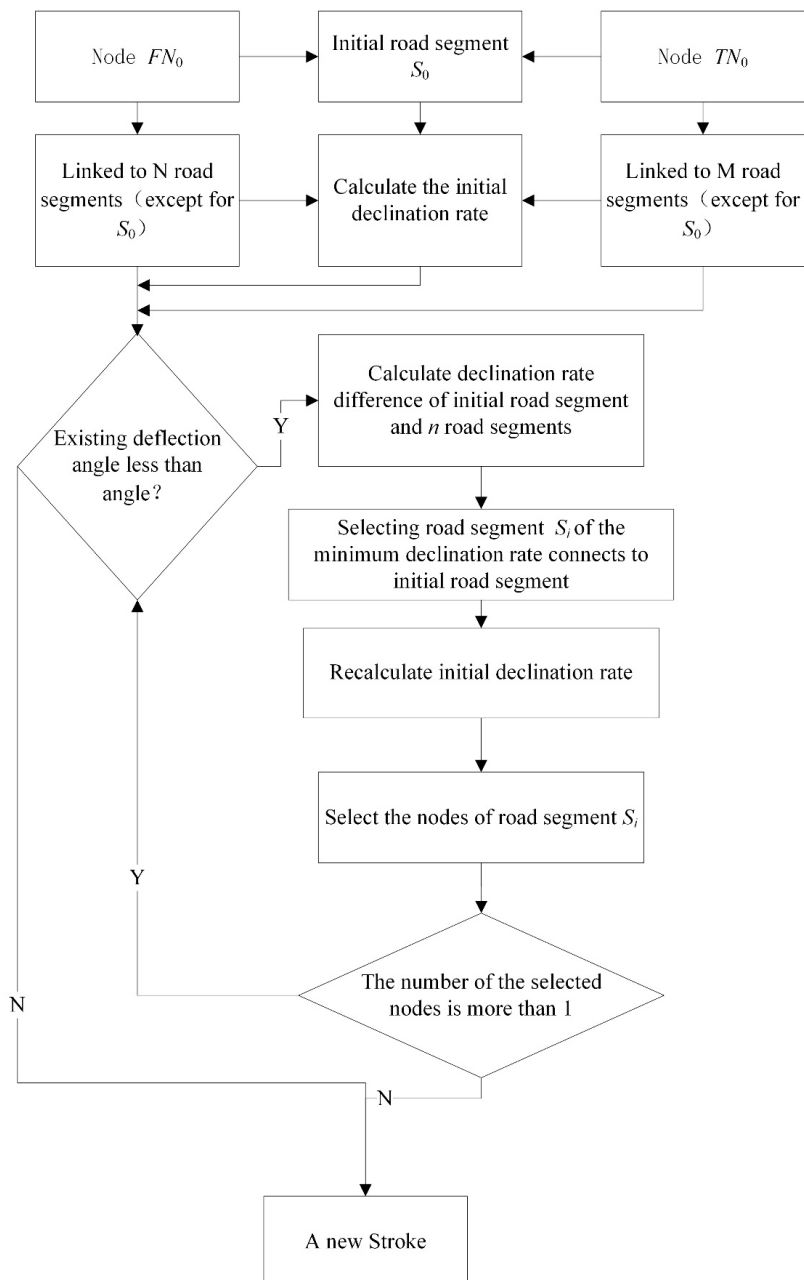 Node FN₀
Initial road segment
S₀
Node TN₀
Linked to N road
segments（except for
S₀）
Calculate the initial
declination rate
Linked to M road
segments（except for
S₀）
Existing deflection
angle less than
angle？
Y
Calculate declination rate
difference of initial road segment
and n road segments
Selecting road segment Sᵢ of the
minimum declination rate connects to
initial road segment
Recalculate initial declination rate
Select the nodes of road segment Sᵢ
Y
The number of the selected
nodes is more than 1
N
N
A new Stroke